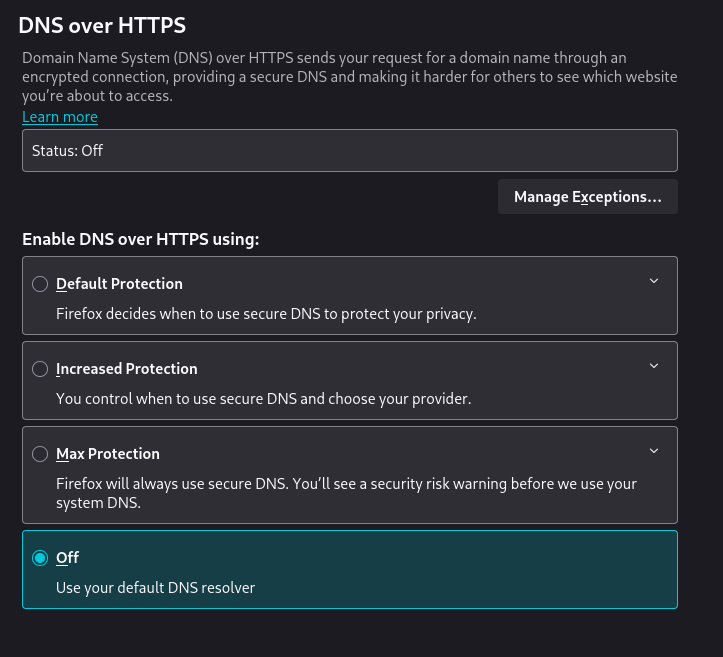 DNS over HTTPS
Domain Name System (DNS) over HTTPS sends your request for a domain name through an
encrypted connection, providing a secure DNS and making it harder for others to see which website
you’re about to access.
Learn more
Status: Off
Manage Exceptions…
Enable DNS over HTTPS using:
Default Protection
Firefox decides when to use secure DNS to protect your privacy.
Increased Protection
You control when to use secure DNS and choose your provider.
Max Protection
Firefox will always use secure DNS. You’ll see a security risk warning before we use your
system DNS.
Off
Use your default DNS resolver